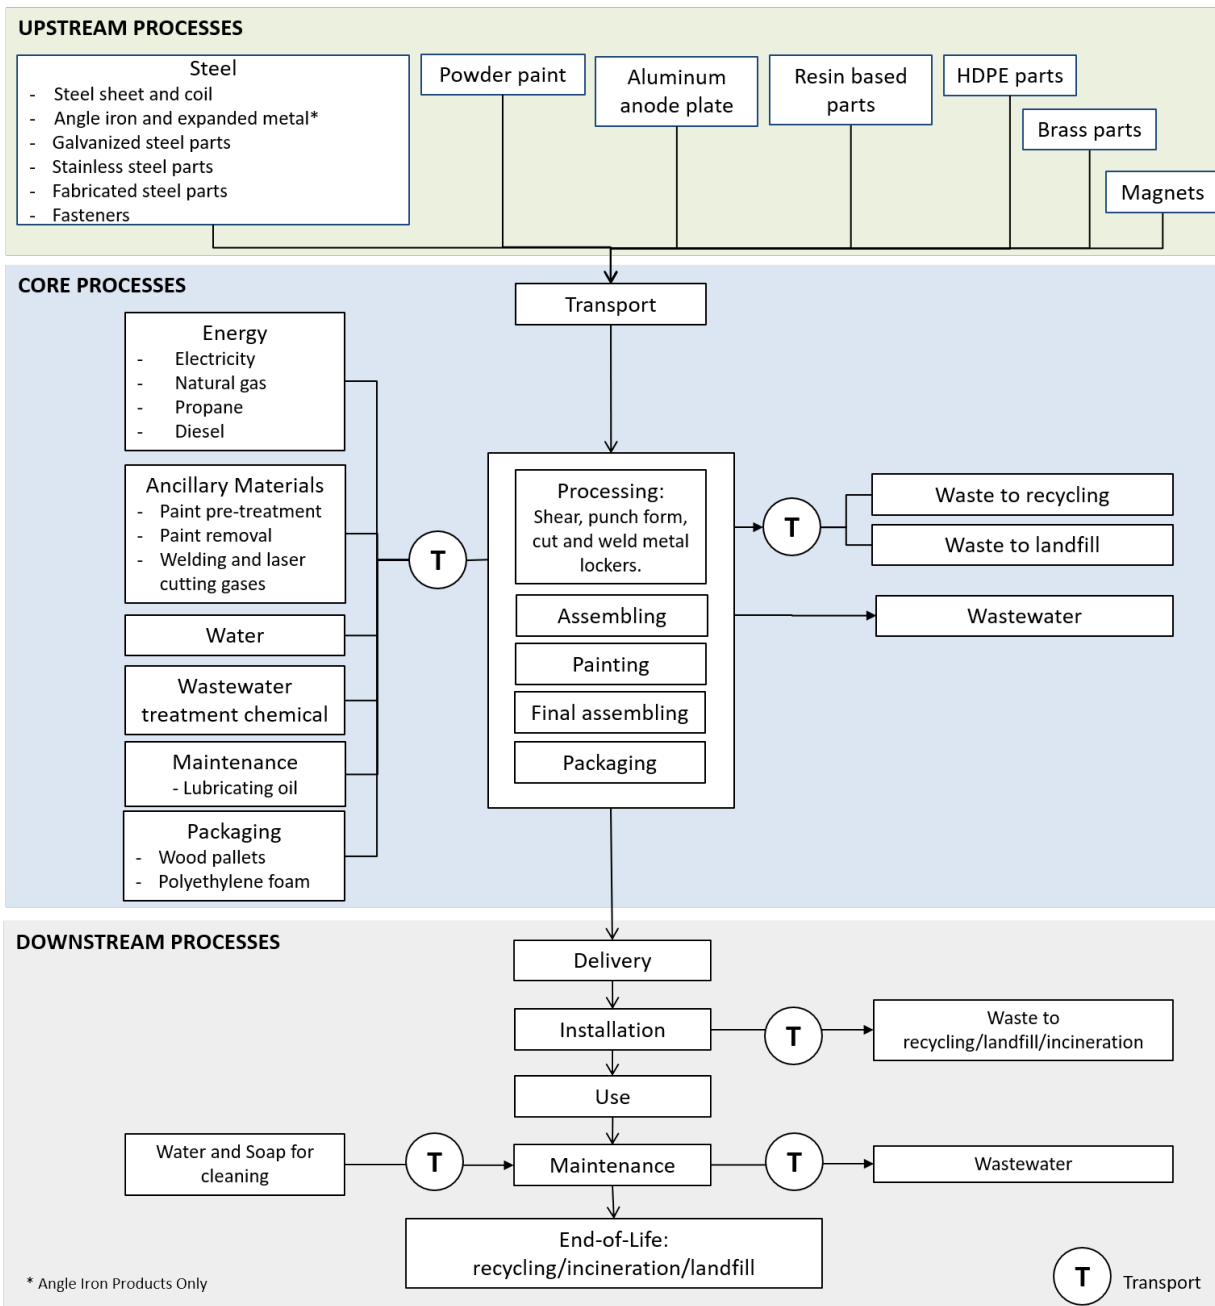 UPSTREAM PROCESSES
Steel
- Steel sheet and coil
- Angle iron and expanded metal*
- Galvanized steel parts
- Stainless steel parts
- Fabricated steel parts
- Fasteners
Powder paint
Aluminum
anode plate
Resin based
parts
HDPE parts
Brass parts
Magnets
CORE PROCESSES
Transport
Energy
- Electricity
- Natural gas
- Propane
- Diesel
Ancillary Materials
- Paint pre-treatment
- Paint removal
- Welding and laser
cutting gases
Water
Wastewater
treatment chemical
Maintenance
- Lubricating oil
Packaging
- Wood pallets
- Polyethylene foam
T
Processing:
Shear, punch form,
cut and weld metal
lockers.
Assembling
Painting
Final assembling
Packaging
T
Waste to recycling
Waste to landfill
Wastewater
DOWNSTREAM PROCESSES
Delivery
Installation
T
Waste to
recycling/landfill/incineration
Use
Water and Soap for
cleaning
T
Maintenance
T
Wastewater
End-of-Life:
recycling/incineration/landfill
* Angle Iron Products Only
T Transport